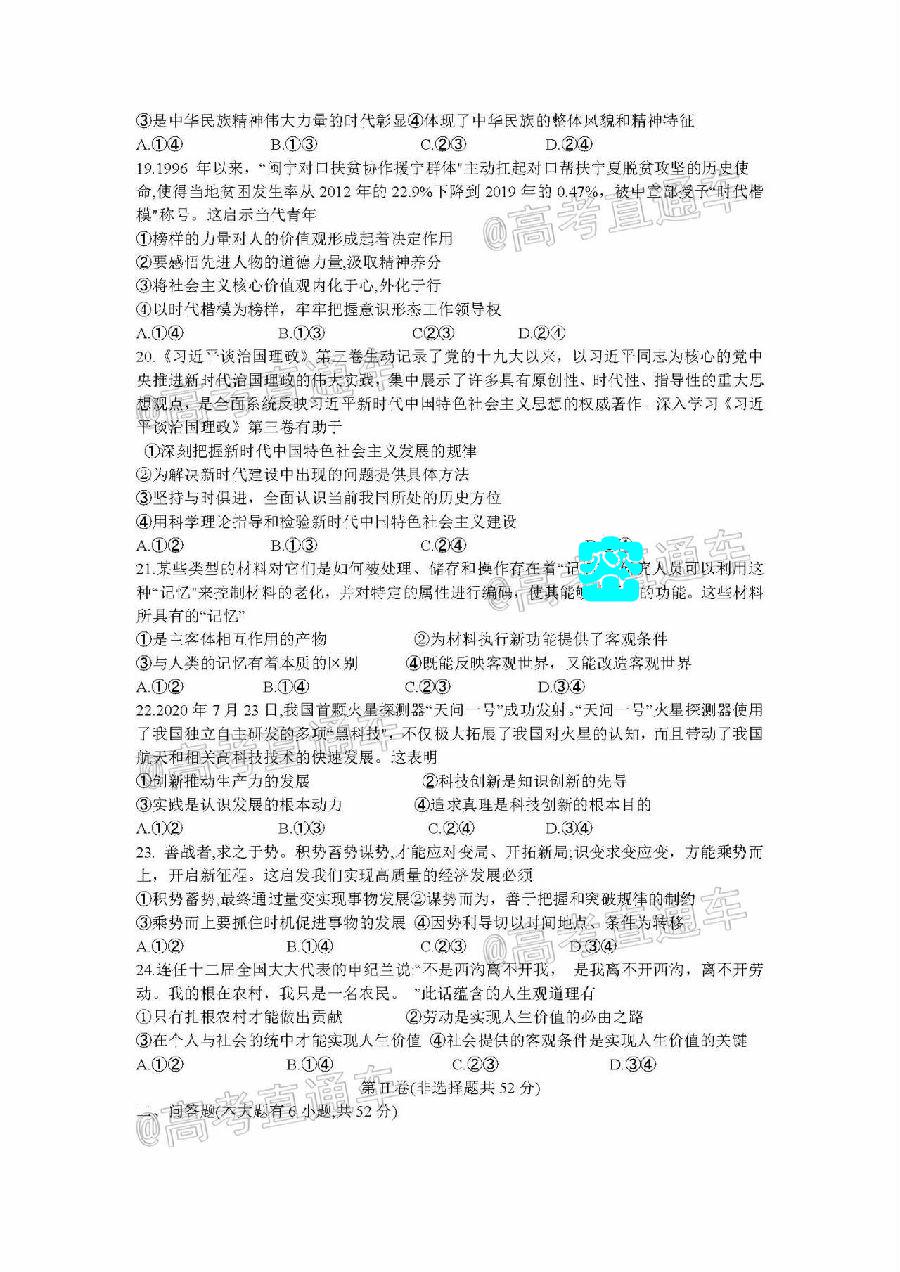 ③是中华民族精神伟大力量的时代彰显④体现了中华民族的整体风貌和精神特征
A.①④ B.①③ C.②③ D.②④
19.1996 年以来，“闽宁对口扶贫协作援宁群体"主动扛起对口帮扶宁夏脱贫攻坚的历史使
命,使得当地贫困发生率从 2012 年的 22.9%下降到 2019 年的 0.47%，被中宣部授予“时代楷
模”称号。这启示当代青年
①榜样的力量对人的价值观形成起着决定作用
②要感悟先进人物的道德力量,汲取精神养分
③将社会主义核心价值观内化于心,外化于行
④以时代楷模为榜样，牢牢把握意识形态工作领导权
A.①④ B.①③ C②③ D.②④
20.《习近平谈治国理政》第三卷生动记录了党的十九大以来，以习近平同志为核心的党中
央推进新时代治国理政的伟大实践，集中展示了许多具有原创性、时代性、指导性的重大思
想观点，是全面系统反映习近平新时代中国特色社会主义思想的权威著作。深入学习《习近
平谈治国理政》第三卷有助于
①深刻把握新时代中国特色社会主义发展的规律
②为解决新时代建设中出现的问题提供具体方法
③坚持与时俱进，全面认识当前我国所处的历史方位
④用科学理论指导和检验新时代中国特色社会主义建设
A.①② B.①③ C.②④
21.某些类型的材料对它们是如何被处理、储存和操作存在着“记 究人员可以利用这
种“记忆”来控制材料的老化，并对特定的属性进行编码，使其能够 的功能。这些材料
所具有的“记忆”
①是主客体相互作用的产物 ②为材料执行新功能提供了客观条件
③与人类的记忆有着本质的区别 ④既能反映客观世界，又能改造客观世界
A.①② B.①④ C.②③ D.③④
22.2020 年 7 月 23 日,我国首颗火星探测器“天问一号”成功发射。“天问一号”火星探测器使用
了我国独立自主研发的多项“黑科技"，不仅极人拓展了我国对火星的认知，而且带动了我国
航天和相关高科技技术的快速发展。这表明
①创新推动生产力的发展 ②科技创新是知识创新的先导
③实践是认识发展的根本动力 ④追求真理是科技创新的根本目的
A.①② B.①③ C.②④ D.③④
23. 善战者,求之于势。积势蓄势谋势,才能应对变局、开拓新局;识变求变应变，方能乘势而
上，开启新征程。这启发我们实现高质量的经济发展必须
①积势蓄势,最终通过量变实现事物发展②谋势而为，善于把握和突破规律的制约
③乘势而上要抓住时机促进事物的发展 ④因势利导切以时间地点、条件为转移
A.①② B.①④ C.②③ D.③④
24.连任十二届全国大大代表的申纪兰说:“不是西沟离不开我， 是我离不开西沟，离不开劳
动。我的根在农村，我只是一名农民。 ”此话蕴含的人生观道理有
①只有扎根农村才能做出贡献 ②劳动是实现人生价值的必由之路
③在个人与社会的统中才能实现人生价值 ④社会提供的客观条件是实现人生价值的关键
A.①② B.①④ C.②③ D.③④
第 II 卷(非选择题共 52 分)
二、问答题(本大题有 6 小题,共 52 分)
@高考直通车
@高考直通车
@高考直通车
@高考直通车
@高考直通车
@高考直通车